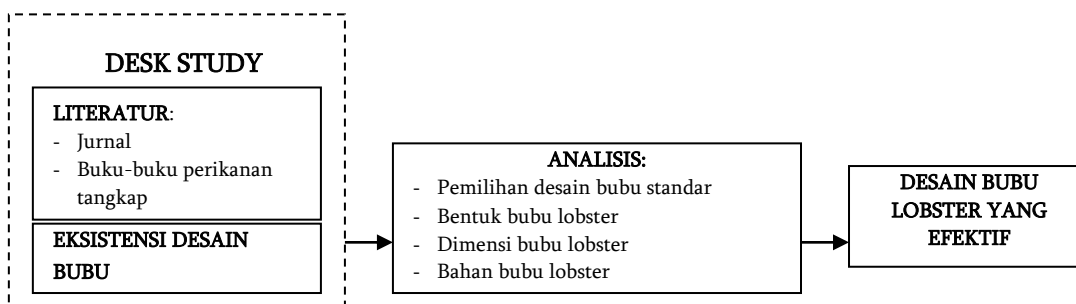 DESK STUDY
LITERATUR:
- Jurnal
- Buku-buku perikanan
tangkap
EKSISTENSI DESAIN
BUBU
ANALISIS:
- Pemilihan desain bubu standar
- Bentuk bubu lobster
- Dimensi bubu lobster
- Bahan bubu lobster
DESAIN BUBU
LOBSTER YANG
EFEKTIF